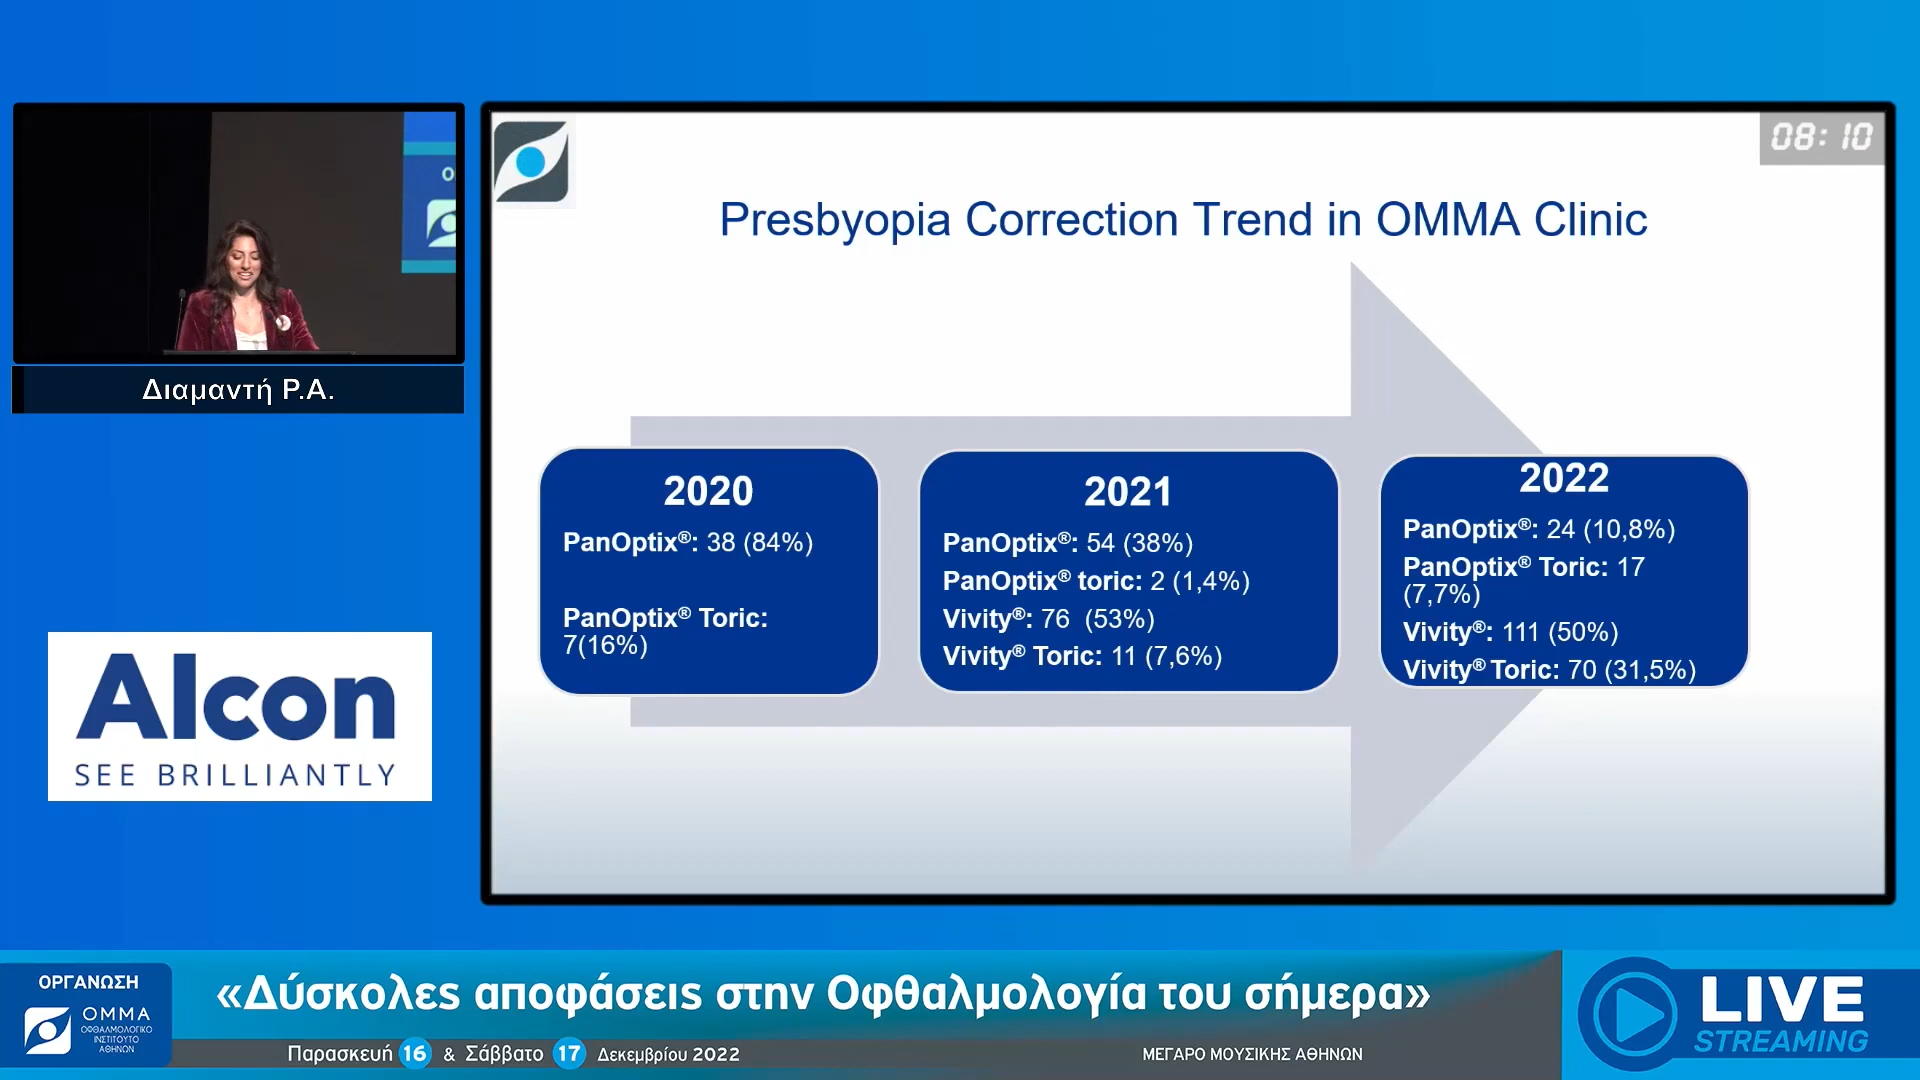 08:10
Presbyopia Correction Trend in OMMA Clinic
2020
PanOptix®: 38 (84%)
PanOptix® Toric:
7(16%)
2021
PanOptix®: 54 (38%)
PanOptix® toric: 2 (1,4%)
Vivity®: 76 (53%)
Vivity® Toric: 11 (7,6%)
2022
PanOptix®: 24 (10,8%)
PanOptix® Toric: 17
(7,7%)
Vivity®: 111 (50%)
Vivity® Toric: 70 (31,5%)
Ο
Διαμαντή Ρ.Α.
Alcon
SEE BRILLIANTLY
ΟΡΓΑΝΩΣΗ
ΟΜΜΑ
ΟΦΘΑΛΜΟΛΟΓΙΚΟ
ΙΝΣΤΙΤΟΥΤΟ
ΑΘΗΝΩΝ
«Δύσκολες αποφάσεις στην Οφθαλμολογία του σήμερα»
Παρασκευή 16 & Σάββατο 17 Δεκεμβρίου 2022
ΜΕΓΑΡΟ ΜΟΥΣΙΚΗΣ ΑΘΗΝΩΝ
LIVE
STREAMING